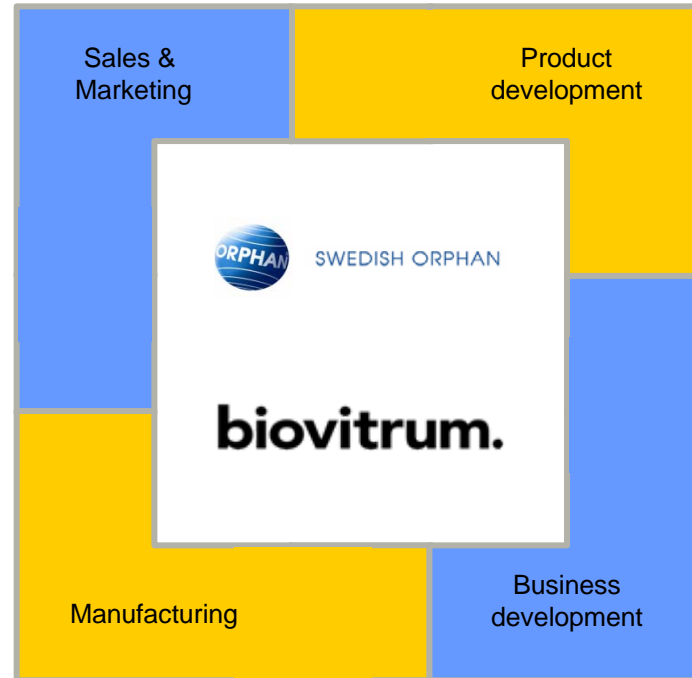 Sales &
Marketing
Product
development
ORPHAN
SWEDISH ORPHAN
biovitrum.
Manufacturing
Business
development